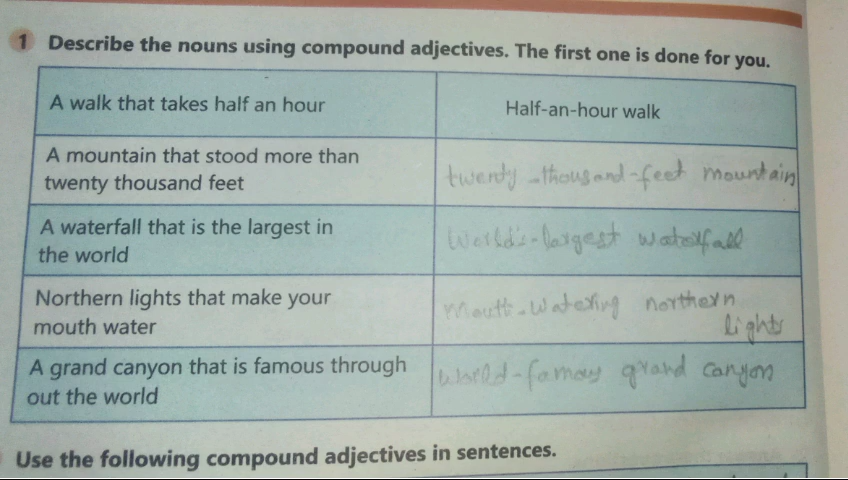 1 Describe the nouns using compound adjectives. The first one is done for you.
A walk that takes half an hour
Half-an-hour walk
A mountain that stood more than
twenty thousand feet
twenty-thousand-feet mountain
A waterfall that is the largest in
the world
World's-largest waterfall
Northern lights that make your
mouth water
Mouth-watering northern
lights
A grand canyon that is famous through
out the world
World-famous grand canyon
Use the following compound adjectives in sentences.